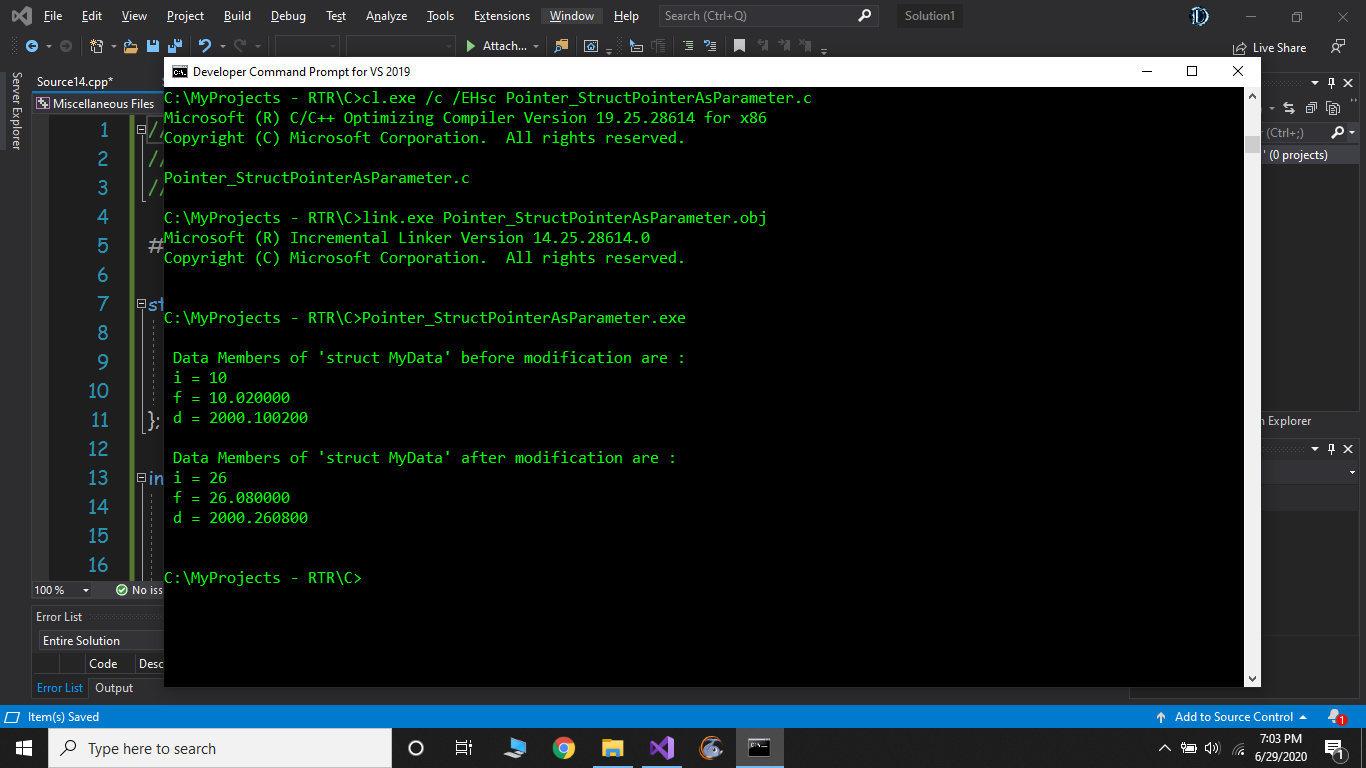 File Edit View Project Build Debug Test Analyze Tools Extensions Window Help Search (Ctrl+Q) Solution1
Attach... Live Share
Server Explorer
Source14.cpp*
Miscellaneous Files
1 //
2 //
3 //
4
5 #
6
7 st
8
9
10
11 };
12
13 in
14
15
16
100 % No iss
Error List
Entire Solution
Code Desc
Error List Output
Developer Command Prompt for VS 2019
C:\MyProjects - RTR\C>cl.exe /c /EHsc Pointer_StructPointerAsParameter.c
Microsoft (R) C/C++ Optimizing Compiler Version 19.25.28614 for x86
Copyright (C) Microsoft Corporation.  All rights reserved.
Pointer_StructPointerAsParameter.c
C:\MyProjects - RTR\C>link.exe Pointer_StructPointerAsParameter.obj
Microsoft (R) Incremental Linker Version 14.25.28614.0
Copyright (C) Microsoft Corporation.  All rights reserved.
C:\MyProjects - RTR\C>Pointer_StructPointerAsParameter.exe
Data Members of 'struct MyData' before modification are :
i = 10
f = 10.020000
d = 2000.100200
Data Members of 'struct MyData' after modification are :
i = 26
f = 26.080000
d = 2000.260800
C:\MyProjects - RTR\C>
(Ctrl+;)
' (0 projects)
Explorer
Item(s) Saved Add to Source Control 1
Type here to search
7:03 PM
6/29/2020
1